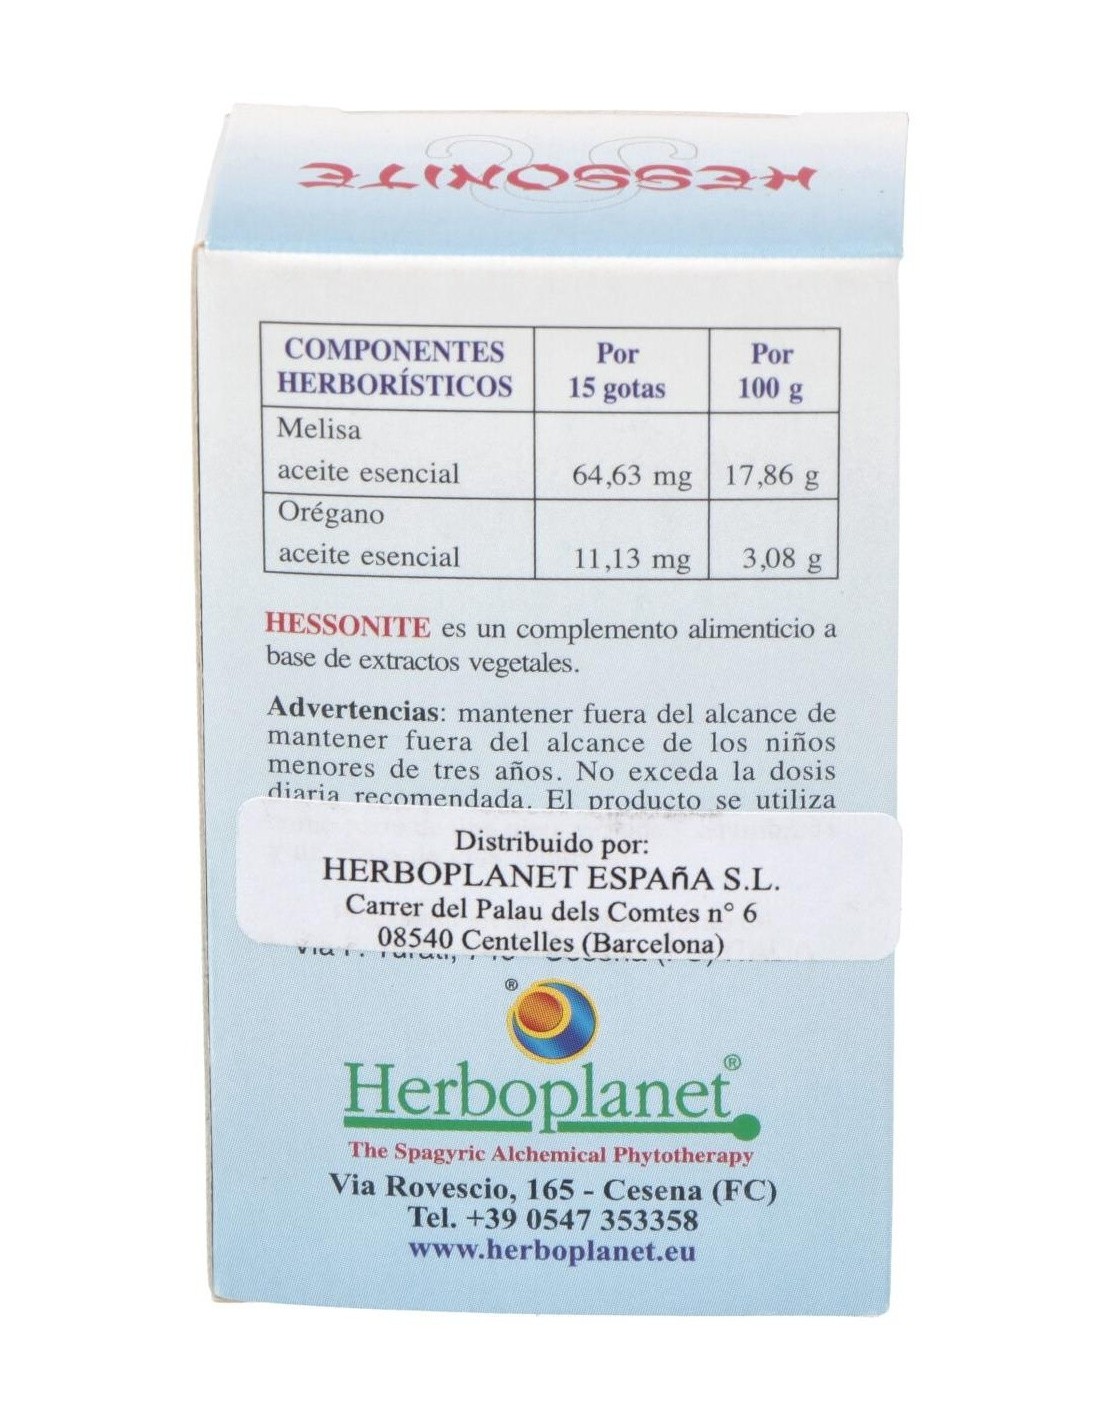 HESSONITE
COMPONENTES HERBORÍSTICOS Por 15 gotas Por 100 g
Melisa
aceite esencial 64,63 mg 17,86 g
Orégano
aceite esencial 11,13 mg 3,08 g
HESSONITE es un complemento alimenticio a
base de extractos vegetales.
Advertencias: mantener fuera del alcance de
mantener fuera del alcance de los niños
menores de tres años. No exceda la dosis
diaria recomendada. El producto se utiliza
Distribuido por:
HERBOPLANET ESPAñA S.L.
Carrer del Palau dels Comtes n° 6
08540 Centelles (Barcelona)
®
Herboplanet®
The Spagyric Alchemical Phytotherapy
Via Rovescio, 165 - Cesena (FC)
Tel. +39 0547 353358
www.herboplanet.eu